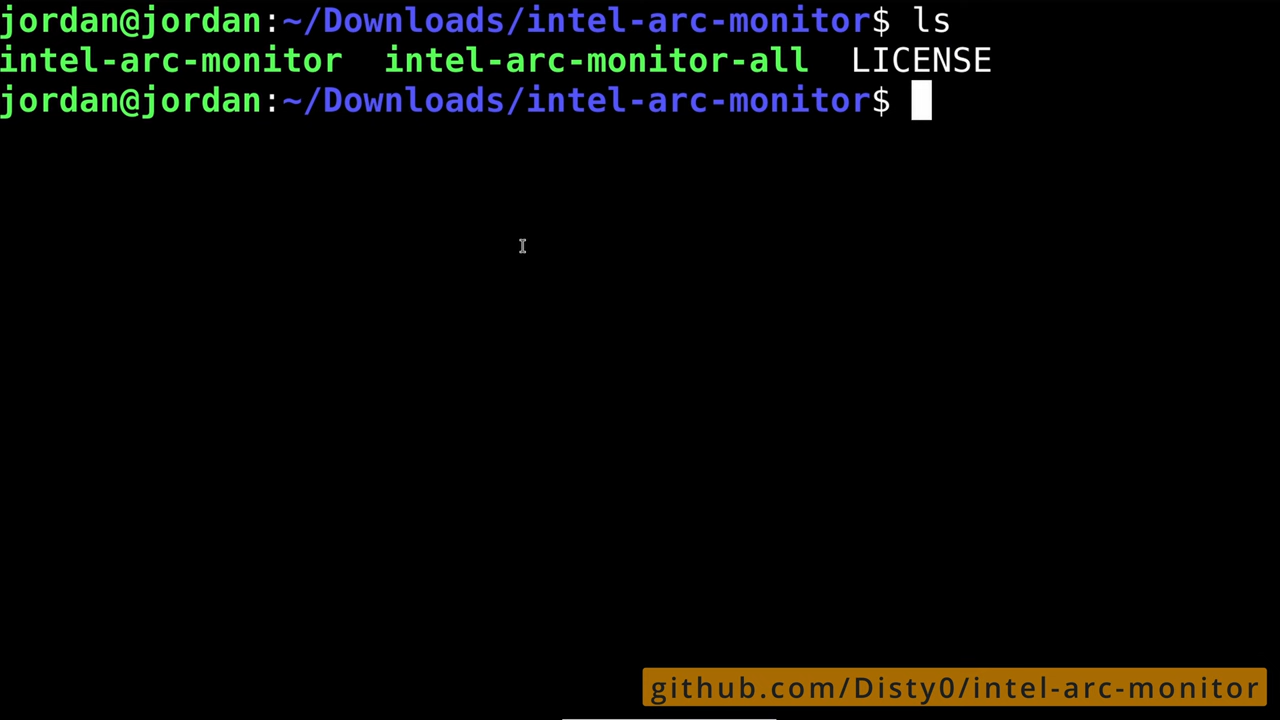 jordan@jordan:~/Downloads/intel-arc-monitor$ ls
intel-arc-monitor  intel-arc-monitor-all  LICENSE
jordan@jordan:~/Downloads/intel-arc-monitor$
github.com/Disty0/intel-arc-monitor